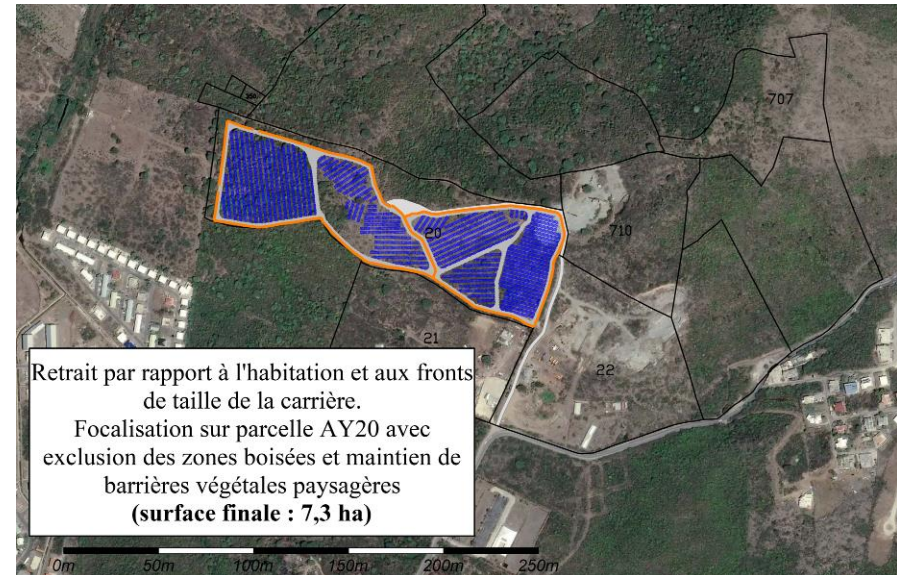 707
710
20
21
22
Retrait par rapport à l'habitation et aux fronts
de taille de la carrière.
Focalisation sur parcelle AY20 avec
exclusion des zones boisées et maintien de
barrières végétales paysagères
(surface finale : 7,3 ha)
0m 50m 100m 150m 200m 250m